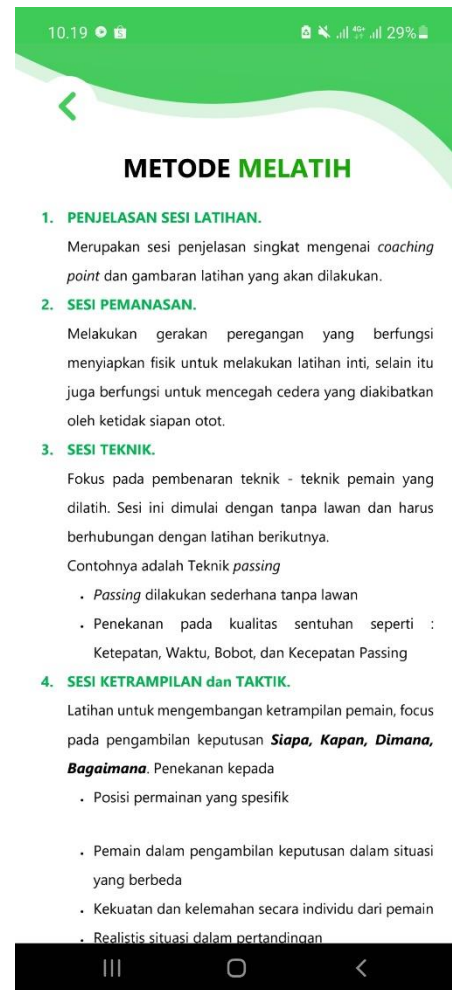 10.19
4G+
29%
METODE MELATIH
1. PENJELASAN SESI LATIHAN.
Merupakan sesi penjelasan singkat mengenai coaching
point dan gambaran latihan yang akan dilakukan.
2. SESI PEMANASAN.
Melakukan gerakan peregangan yang berfungsi
menyiapkan fisik untuk melakukan latihan inti, selain itu
juga berfungsi untuk mencegah cedera yang diakibatkan
oleh ketidak siapan otot.
3. SESI TEKNIK.
Fokus pada pembenaran teknik - teknik pemain yang
dilatih. Sesi ini dimulai dengan tanpa lawan dan harus
berhubungan dengan latihan berikutnya.
Contohnya adalah Teknik passing
• Passing dilakukan sederhana tanpa lawan
• Penekanan pada kualitas sentuhan seperti :
Ketepatan, Waktu, Bobot, dan Kecepatan Passing
4. SESI KETRAMPILAN dan TAKTIK.
Latihan untuk mengembangan ketrampilan pemain, focus
pada pengambilan keputusan Siapa, Kapan, Dimana,
Bagaimana. Penekanan kepada
• Posisi permainan yang spesifik
• Pemain dalam pengambilan keputusan dalam situasi
yang berbeda
• Kekuatan dan kelemahan secara individu dari pemain
• Realistis situasi dalam pertandingan